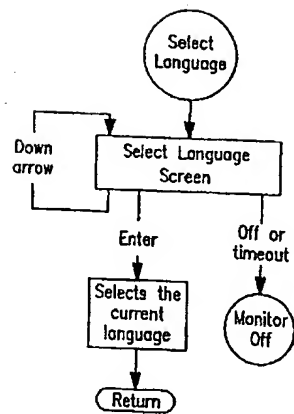 Select
Language
Down
arrow
Select Language
Screen
Enter
Off or
timeout
Selects the
current
language
Monitor
Off
Return